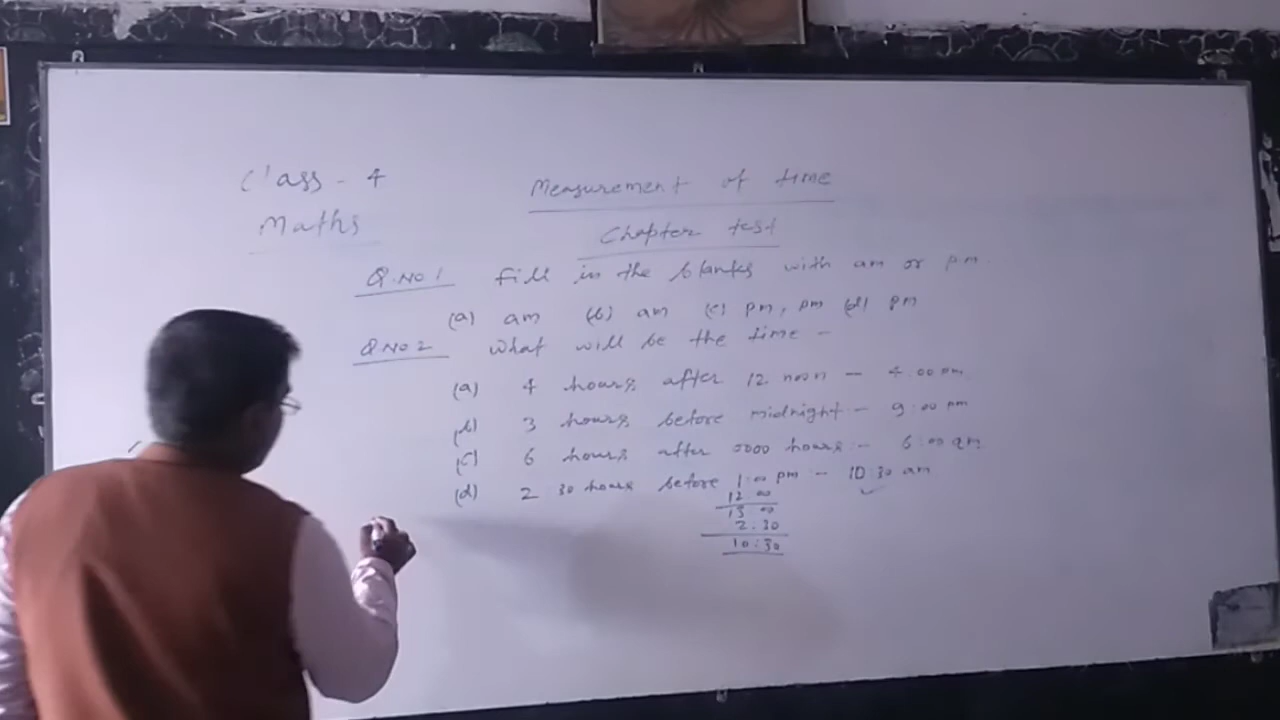 Class - 4
Measurement of time
Maths
Chapter test
Q.No.1 Fill in the blanks with am or pm.
(a) am (b) am (c) pm, pm (d) pm
Q.No 2 What will be the time -
(a) 4 hours after 12 noon - 4:00 am
(b) 3 hours before midnight - 9:00 pm
(c) 6 hours after 0000 hours - 6:00 am
(d) 2 30 hours before 1:00 pm - 10:30 am
12 00
13 00
2:30
10:30